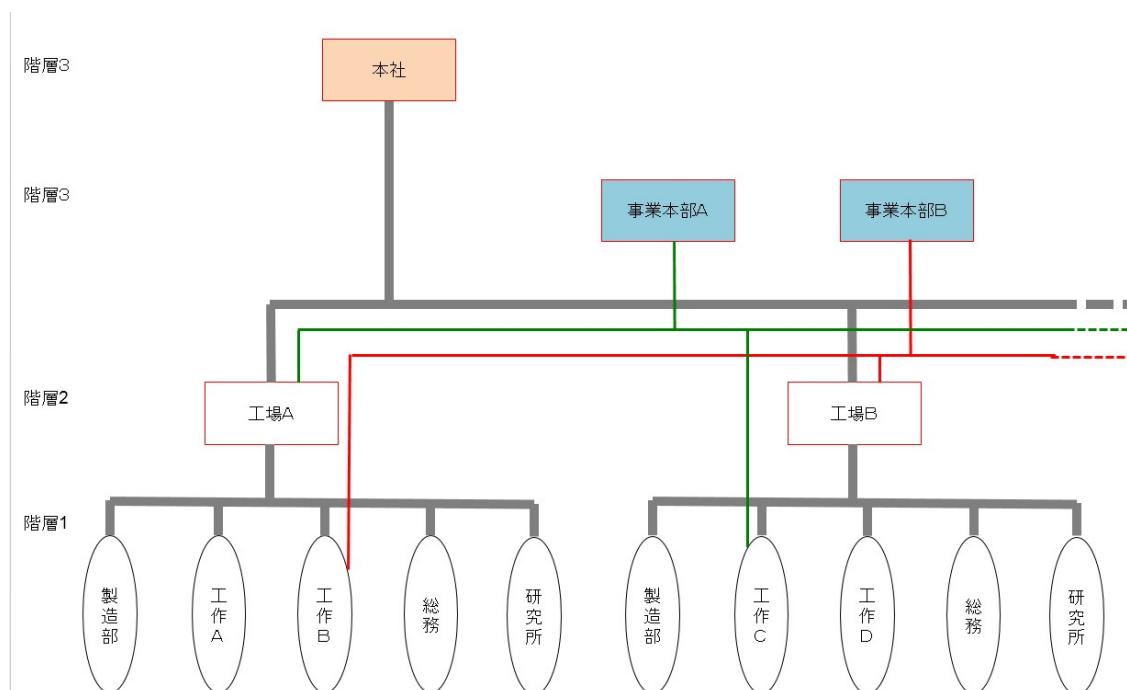 階層3
本社
階層3
事業本部A
事業本部B
階層2
工場A
工場B
階層1
製造部
工作A
工作B
総務
研究所
製造部
工作C
工作D
総務
研究所